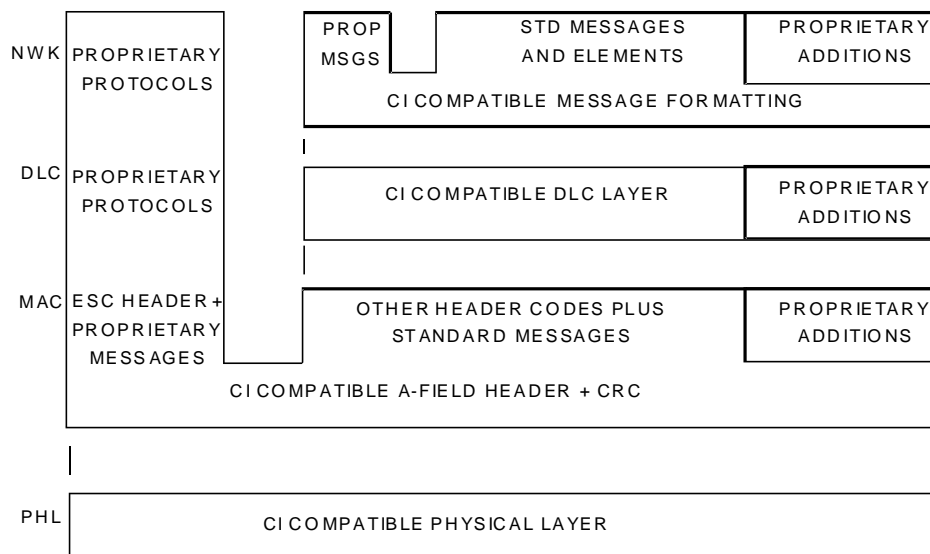 NWK
PROPRIETARY
PROTOCOLS
PROP
MSGS
STD MESSAGES
AND ELEMENTS
PROPRIETARY
ADDITIONS
CI COMPATIBLE MESSAGE FORMATTING
DLC
PROPRIETARY
PROTOCOLS
CI COMPATIBLE DLC LAYER
PROPRIETARY
ADDITIONS
MAC
ESC HEADER +
PROPRIETARY
MESSAGES
OTHER HEADER CODES PLUS
STANDARD MESSAGES
PROPRIETARY
ADDITIONS
CI COMPATIBLE A-FIELD HEADER + CRC
PHL
CI COMPATIBLE PHYSICAL LAYER